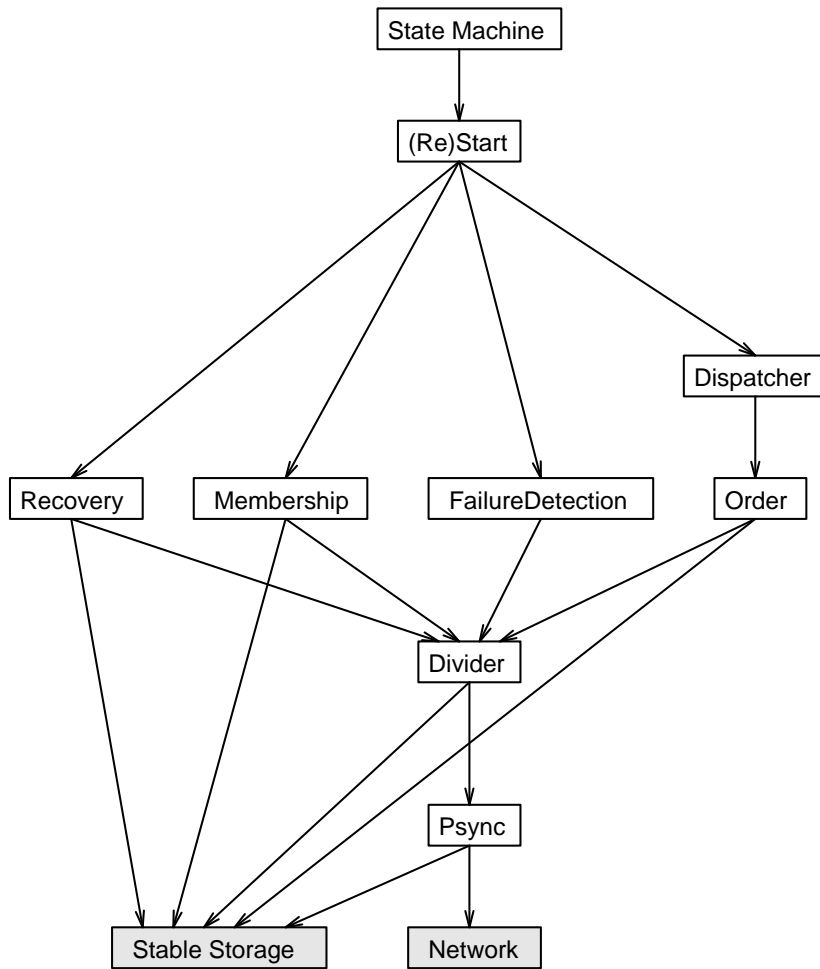 State Machine
(Re)Start
Dispatcher
Recovery
Membership
FailureDetection
Order
Divider
Psync
Stable Storage
Network